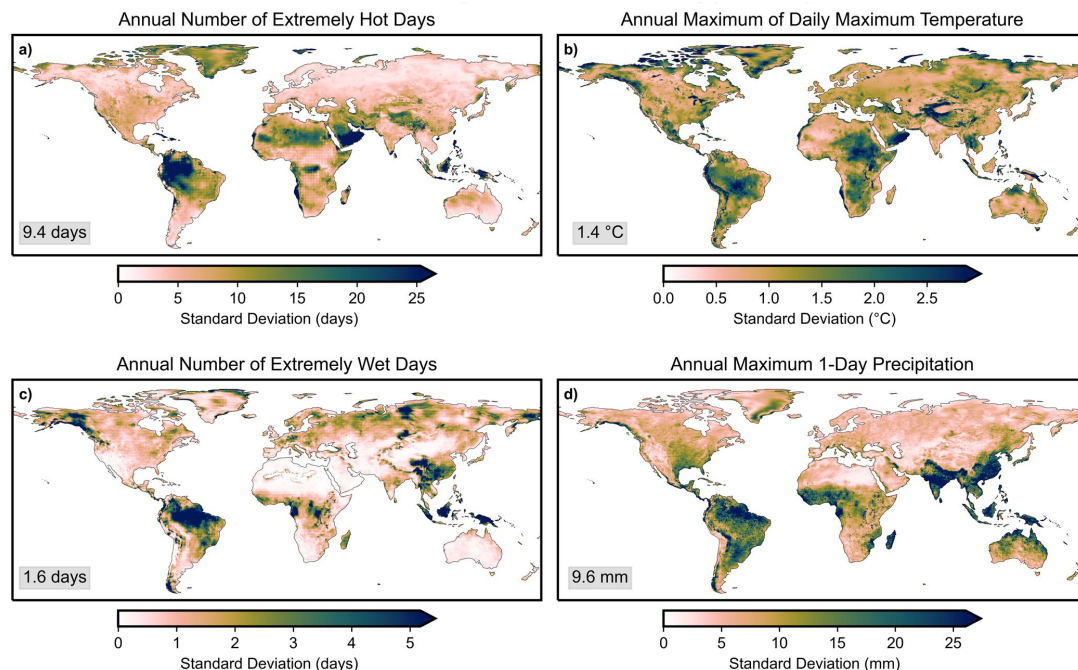 Annual Number of Extremely Hot Days
a)
9.4 days
0 5 10 15 20 25
Standard Deviation (days)
Annual Maximum of Daily Maximum Temperature
b)
1.4 °C
0.0 0.5 1.0 1.5 2.0 2.5
Standard Deviation (°C)
Annual Number of Extremely Wet Days
c)
1.6 days
0 1 2 3 4 5
Standard Deviation (days)
Annual Maximum 1-Day Precipitation
d)
9.6 mm
0 5 10 15 20 25
Standard Deviation (mm)